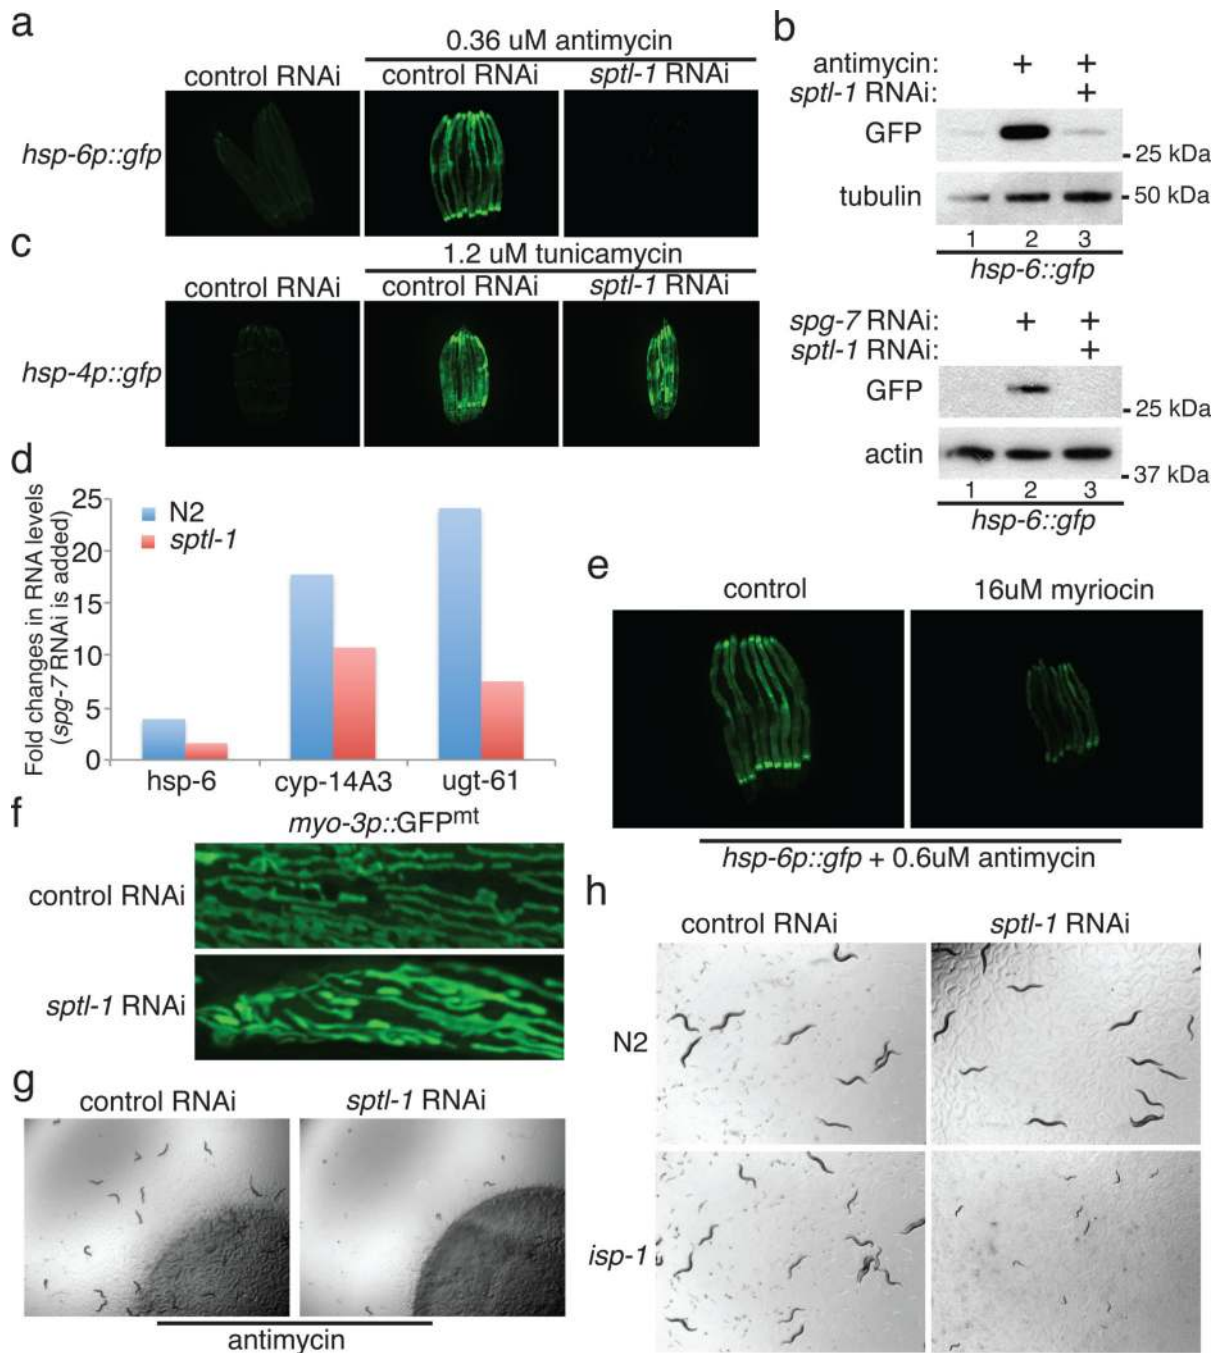 a
0.36 uM antimycin
control RNAi control RNAi sptl-1 RNAi
hsp-6p::gfp
b
antimycin: + +
sptl-1 RNAi: +
GFP
25 kDa
tubulin 50 kDa
1 2 3
hsp-6::gfp
spg-7 RNAi: + +
sptl-1 RNAi: +
GFP
25 kDa
actin
37 kDa
1 2 3
hsp-6::gfp
c
1.2 uM tunicamycin
control RNAi control RNAi sptl-1 RNAi
hsp-4p::gfp
d
Fold changes in RNA levels
(spg-7 RNAi is added)
25
20
15
10
5
0
N2
sptl-1
hsp-6 cyp-14A3 ugt-61
e
control 16uM myriocin
hsp-6p::gfp + 0.6uM antimycin
f
myo-3p::GFPmt
control RNAi
sptl-1 RNAi
g
control RNAi sptl-1 RNAi
antimycin
h
control RNAi sptl-1 RNAi
N2
isp-1